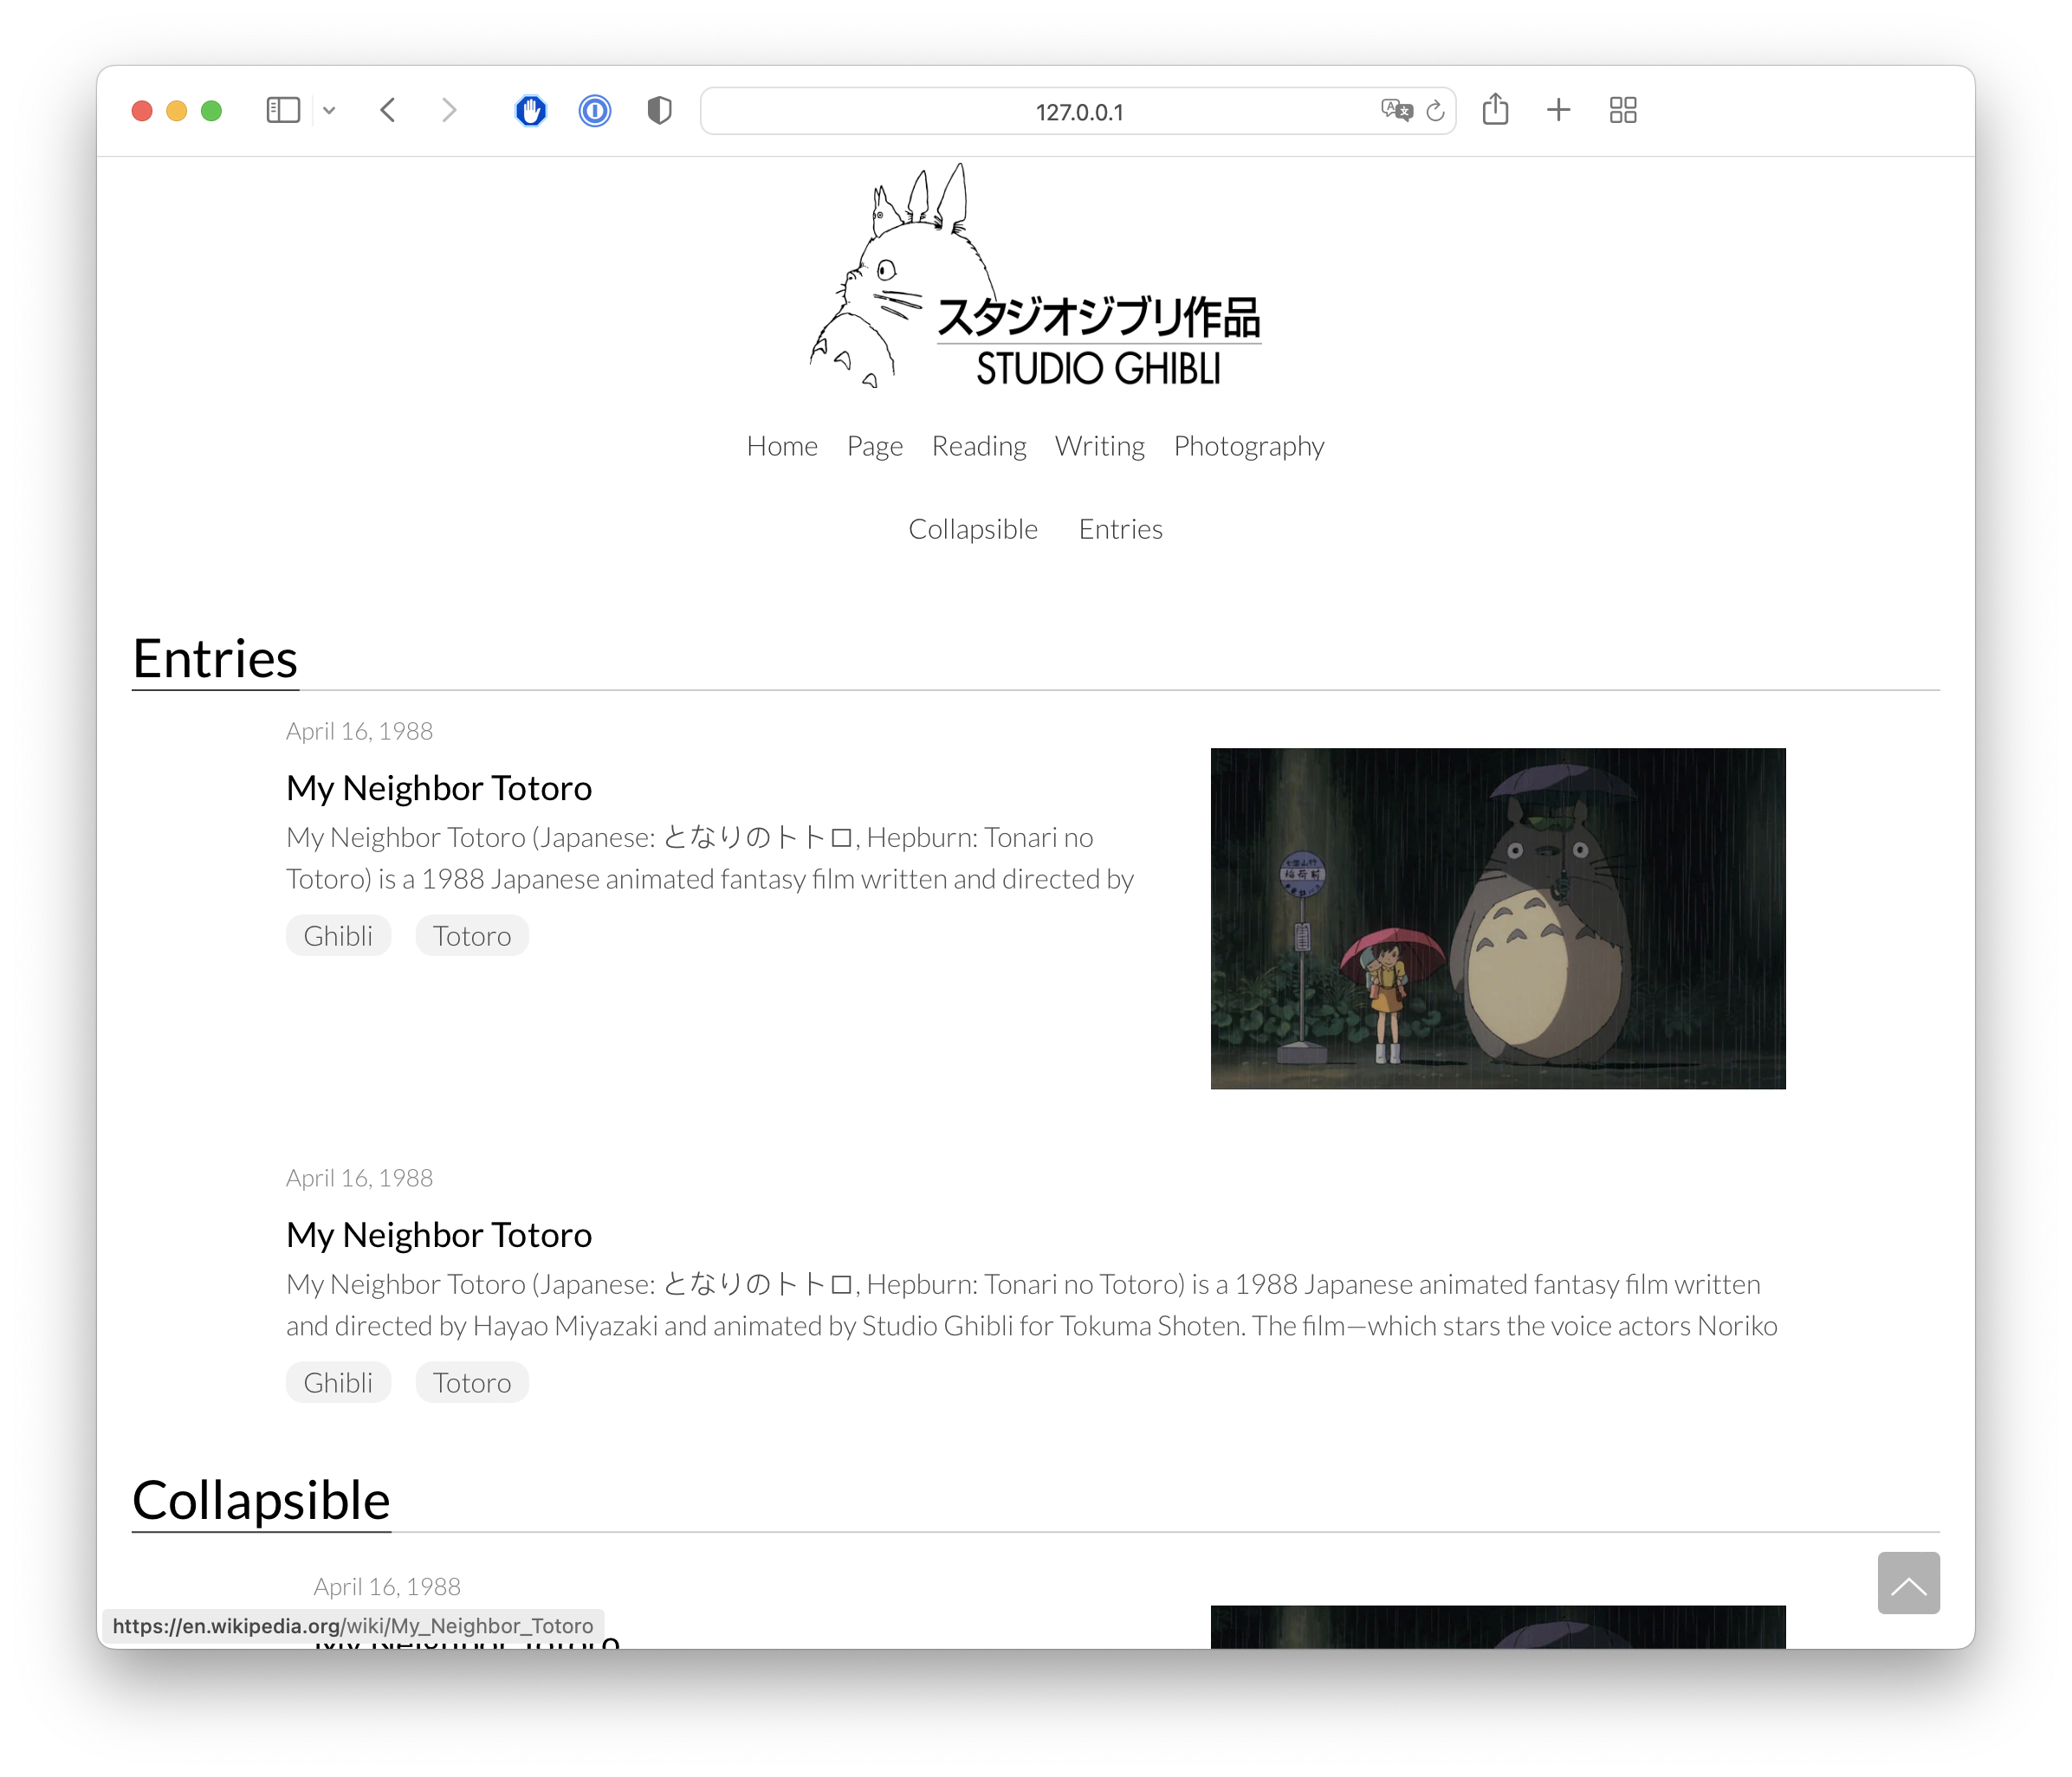 127.0.0.1
スタジオジブリ作品
STUDIO GHIBLI
Home Page Reading Writing Photography
Collapsible Entries
Entries
April 16, 1988
My Neighbor Totoro
My Neighbor Totoro (Japanese: となりのトトロ, Hepburn: Tonari no
Totoro) is a 1988 Japanese animated fantasy film written and directed by
Ghibli Totoro
稲荷前
April 16, 1988
My Neighbor Totoro
My Neighbor Totoro (Japanese: となりのトトロ, Hepburn: Tonari no Totoro) is a 1988 Japanese animated fantasy film written
and directed by Hayao Miyazaki and animated by Studio Ghibli for Tokuma Shoten. The film—which stars the voice actors Noriko
Ghibli Totoro
Collapsible
April 16, 1988
https://en.wikipedia.org/wiki/My_Neighbor_Totoro
My Neighbor Totoro